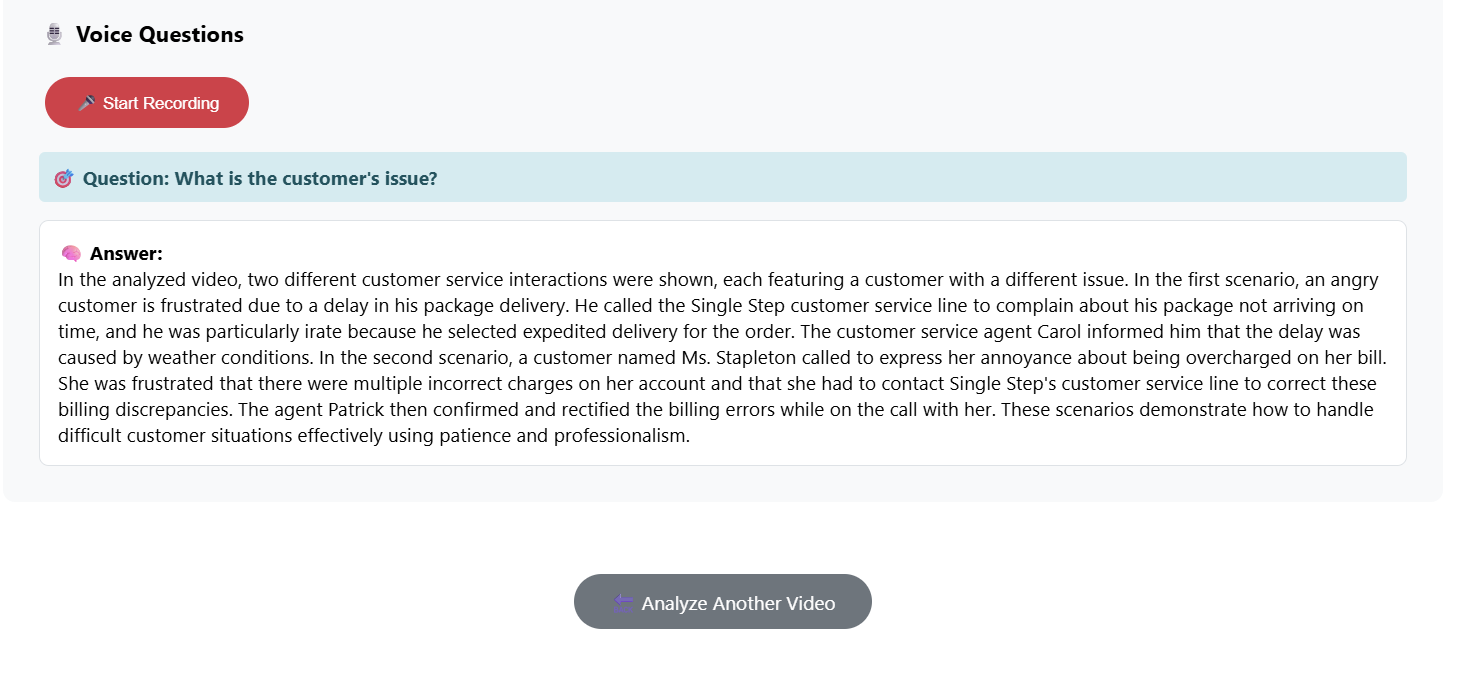 Voice Questions
Start Recording
Question: What is the customer's issue?
Answer:
In the analyzed video, two different customer service interactions were shown, each featuring a customer with a different issue. In the first scenario, an angry
customer is frustrated due to a delay in his package delivery. He called the Single Step customer service line to complain about his package not arriving on
time, and he was particularly irate because he selected expedited delivery for the order. The customer service agent Carol informed him that the delay was
caused by weather conditions. In the second scenario, a customer named Ms. Stapleton called to express her annoyance about being overcharged on her bill.
She was frustrated that there were multiple incorrect charges on her account and that she had to contact Single Step's customer service line to correct these
billing discrepancies. The agent Patrick then confirmed and rectified the billing errors while on the call with her. These scenarios demonstrate how to handle
difficult customer situations effectively using patience and professionalism.
Analyze Another Video